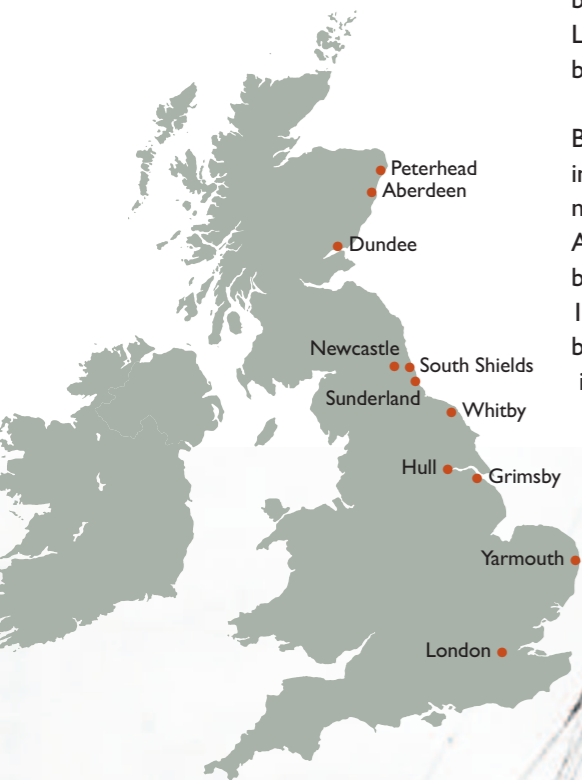 Peterhead
Aberdeen
Dundee
Newcastle
South Shields
Sunderland
Whitby
Hull
Grimsby
Yarmouth
London